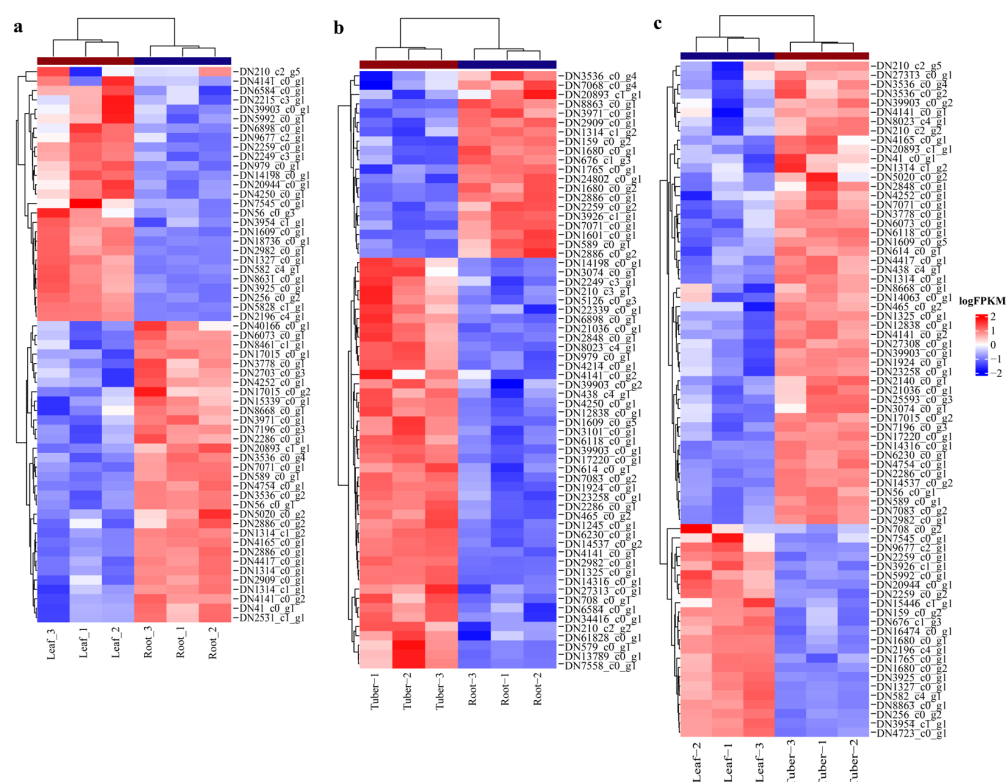 a
DN210_c2_g5
DN4141_c0_g1
DN6584_c0_g1
DN2215_c3_g1
DN39903_c0_g1
DN5992_c0_g1
DN6898_c0_g1
DN9677_c2_g1
DN2259_c0_g1
DN2249_c3_g1
DN979_c0_g1
DN14198_c0_g1
DN20944_c0_g1
DN4250_c0_g1
DN7545_c0_g1
DN56_c0_g3
DN3954_c1_g1
DN1609_c0_g1
DN18736_c0_g1
DN2982_c0_g1
DN1327_c0_g1
DN582_c4_g1
DN8631_c0_g1
DN3925_c0_g1
DN256_c0_g2
DN5828_c1_g1
DN2196_c4_g1
DN40166_c0_g1
DN6073_c0_g1
DN8461_c1_g1
DN17015_c0_g1
DN3778_c0_g1
DN2703_c0_g3
DN4252_c0_g1
DN17015_c0_g2
DN15339_c0_g1
DN8668_c0_g1
DN3971_c0_g1
DN7196_c0_g3
DN2286_c0_g1
DN20893_c1_g1
DN3536_c0_g4
DN7071_c0_g1
DN589_c0_g1
DN4754_c0_g1
DN3536_c0_g2
DN56_c0_g1
DN5020_c0_g2
DN2886_c0_g2
DN1314_c1_g2
DN4165_c0_g1
DN2886_c0_g1
DN4417_c0_g1
DN1314_c0_g1
DN2909_c0_g1
DN1314_c1_g1
DN4141_c0_g2
DN41_c0_g1
DN2531_c1_g1
Leaf_3
Leaf_1
Leaf_2
Root_3
Root_1
Root_2
b
DN3536_c0_g4
DN7068_c0_g4
DN20893_c1_g1
DN8863_c0_g1
DN3971_c0_g1
DN2909_c0_g1
DN1314_c1_g2
DN159_c0_g2
DN1680_c0_g1
DN676_c1_g3
DN1765_c0_g1
DN24802_c0_g1
DN1680_c0_g2
DN2886_c0_g1
DN2259_c0_g2
DN3926_c1_g1
DN7071_c0_g1
DN1601_c0_g1
DN589_c0_g1
DN2886_c0_g2
DN14198_c0_g1
DN3074_c0_g1
DN2249_c3_g1
DN210_c3_g1
DN5126_c0_g3
DN22339_c0_g1
DN6898_c0_g1
DN21036_c0_g1
DN2848_c0_g1
DN8023_c4_g1
DN979_c0_g1
DN4214_c0_g1
DN4141_c0_g2
DN39903_c0_g2
DN438_c4_g1
DN4250_c0_g1
DN12838_c0_g1
DN1609_c0_g5
DN3101_c0_g1
DN6118_c0_g1
DN39903_c0_g1
DN17220_c0_g1
DN614_c0_g1
DN7083_c0_g2
DN1924_c0_g1
DN23258_c0_g1
DN2286_c0_g1
DN465_c0_g2
DN1245_c0_g1
DN6230_c0_g1
DN14537_c0_g2
DN4141_c0_g1
DN2982_c0_g1
DN1325_c0_g1
DN14316_c0_g1
DN27313_c0_g1
DN708_c0_g1
DN6584_c0_g1
DN34416_c0_g1
DN210_c2_g2
DN61828_c0_g1
DN579_c0_g1
DN13789_c0_g1
DN7558_c0_g1
Tuber−1
Tuber−2
Tuber−3
Root−3
Root−1
Root−2
c
DN210_c2_g5
DN27313_c0_g1
DN3536_c0_g4
DN3536_c0_g2
DN39903_c0_g2
DN4141_c0_g1
DN8023_c4_g1
DN210_c2_g2
DN4165_c0_g1
DN20893_c1_g1
DN41_c0_g1
DN1314_c1_g2
DN5020_c0_g2
DN2848_c0_g1
DN4252_c0_g1
DN7071_c0_g1
DN3778_c0_g1
DN6073_c0_g1
DN6118_c0_g1
DN1609_c0_g5
DN614_c0_g1
DN4417_c0_g1
DN438_c4_g1
DN1314_c0_g1
DN8668_c0_g1
DN14063_c0_g1
DN465_c0_g2
DN1325_c0_g1
DN12838_c0_g1
DN4141_c0_g2
DN27308_c0_g1
DN39903_c0_g1
DN1924_c0_g1
DN23258_c0_g1
DN2140_c0_g1
DN21036_c0_g1
DN25593_c0_g3
DN3074_c0_g1
DN17015_c0_g2
DN7196_c0_g3
DN17220_c0_g1
DN14316_c0_g1
DN6230_c0_g1
DN4754_c0_g1
DN2286_c0_g1
DN14537_c0_g2
DN56_c0_g1
DN589_c0_g1
DN7083_c0_g2
DN2982_c0_g1
DN708_c0_g2
DN7545_c0_g1
DN9677_c2_g1
DN2259_c0_g1
DN3926_c1_g1
DN5992_c0_g1
DN20944_c0_g1
DN2259_c0_g2
DN15446_c1_g1
DN159_c0_g2
DN676_c1_g3
DN16474_c0_g1
DN1680_c0_g1
DN2196_c4_g1
DN1765_c0_g1
DN1680_c0_g2
DN3925_c0_g1
DN1327_c0_g1
DN582_c4_g1
DN8863_c0_g1
DN256_c0_g2
DN3954_c1_g1
DN4723_c0_g1
Leaf−2
Leaf−1
Leaf−3
Tuber−3
Tuber−1
Tuber−2
logFPKM
2
1
0
−1
−2